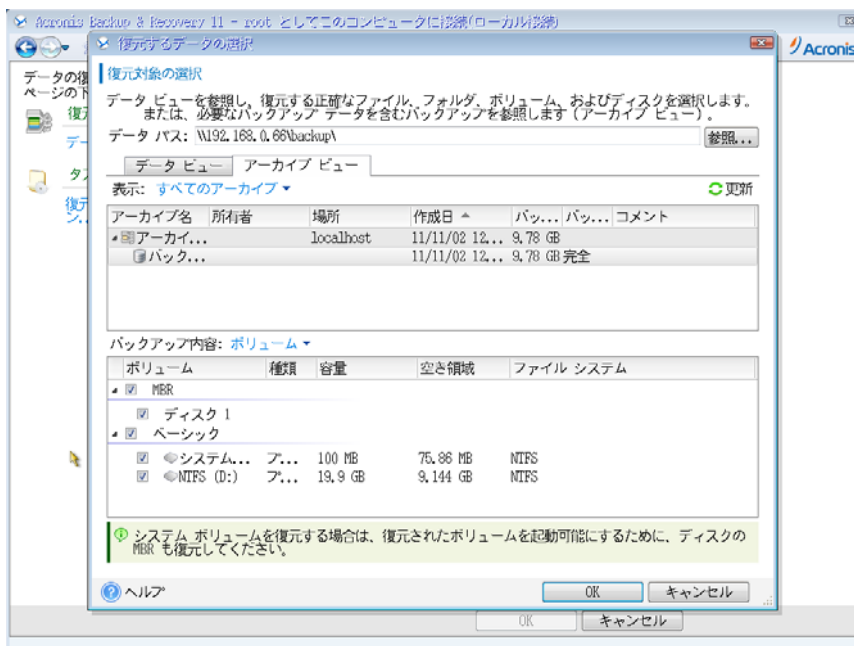 Acronis Backup & Recovery 11 - root としてこのコンピュータに接続(ローカル接続)
Acronis
データの復
ページの下
復元するデータの選択
復元対象の選択
データ ビューを参照し、復元する正確なファイル、フォルダ、ボリューム、およびディスクを選択します。
または、必要なバックアップ データを含むバックアップを参照します (アーカイブ ビュー)。
データ パス: \\192.168.0.66\backup\
参照...
データ ビュー アーカイブ ビュー
表示: すべてのアーカイブ
更新
アーカイブ名 所有者 場所 作成日 バッ... バッ... コメント
アーカイ... localhost 11/11/02 12... 9.78 GB
バック... 11/11/02 12... 9.78 GB 完全
バックアップ内容: ボリューム
ボリューム 種類 容量 空き領域 ファイル システム
MBR
ディスク 1
ベーシック
システム... プ... 100 MB 75.86 MB NTFS
NTFS (D:) プ... 19.9 GB 9.144 GB NTFS
システム ボリュームを復元する場合は、復元されたボリュームを起動可能にするために、ディスクの
MBR も復元してください。
ヘルプ
OK キャンセル
OK キャンセル